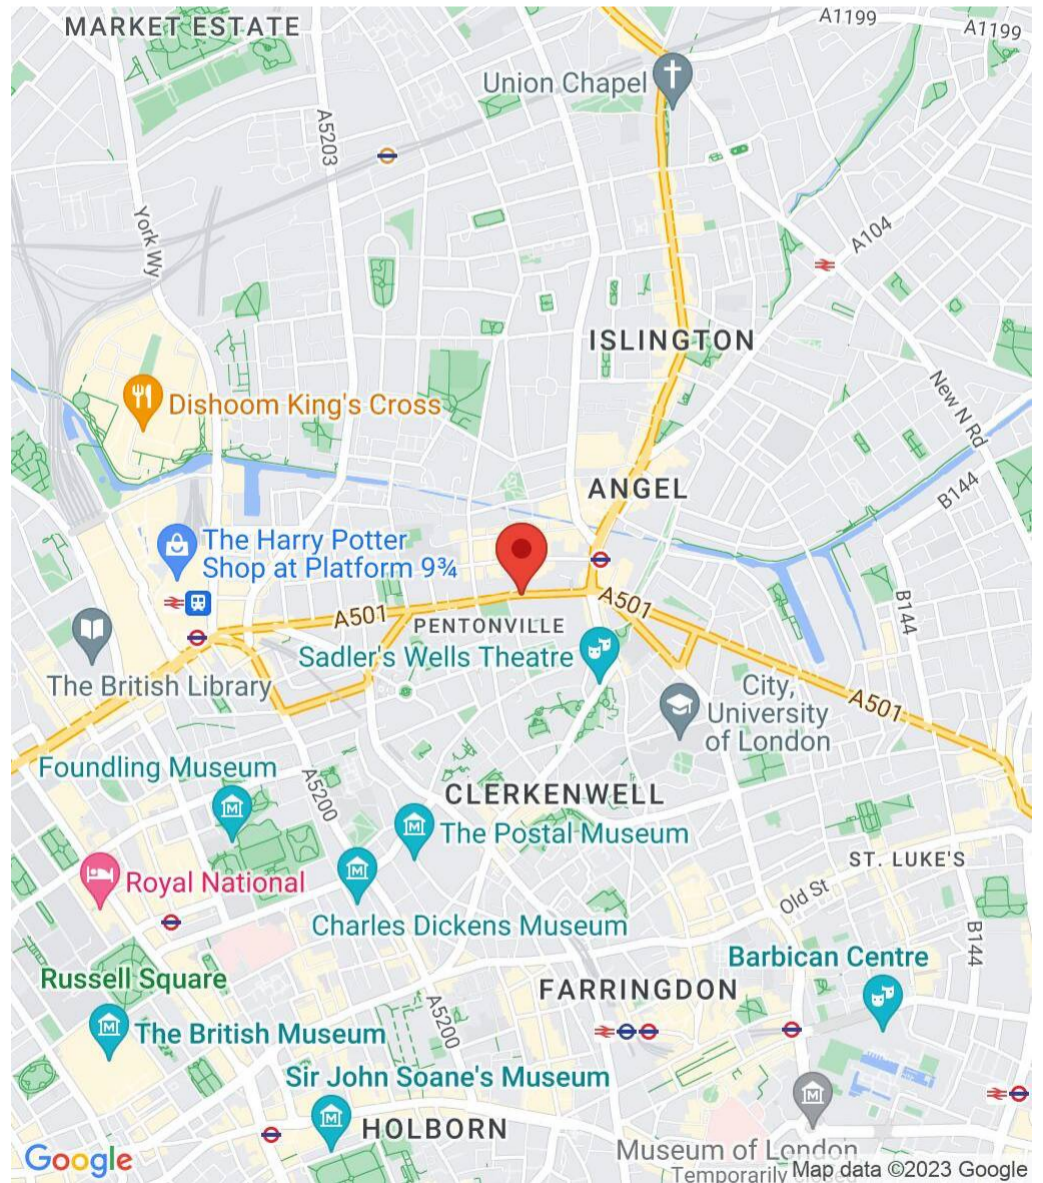 MARKET ESTATE
A1199
A1199
Union Chapel
A5203
York Wy
A104
ISLINGTON
Dishoom King's Cross
New N Rd
ANGEL
B144
The Harry Potter
Shop at Platform 9¾
A501
A501
B144
PENTONVILLE
Sadler's Wells Theatre
The British Library
City,
University
of London
A501
Foundling Museum
A5200
CLERKENWELL
The Postal Museum
ST. LUKE'S
Royal National
Old St
Charles Dickens Museum
B144
Barbican Centre
Russell Square
FARRINGDON
A5200
The British Museum
Sir John Soane's Museum
HOLBORN
Museum of London
Google
Temporarily
Map data ©2023 Google